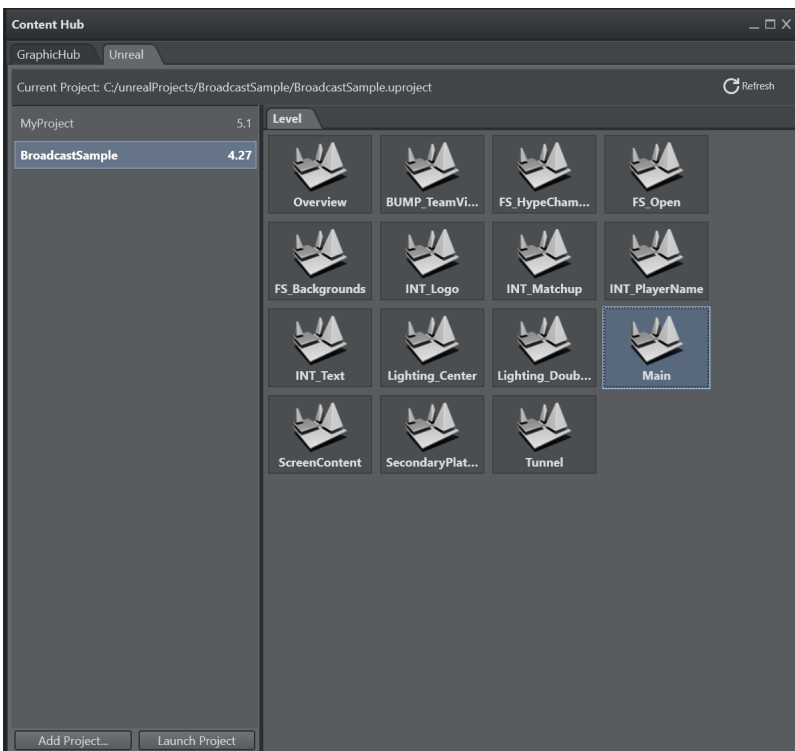 Content Hub
GraphicHub Unreal
Current Project: C:/unrealProjects/BroadcastSample/BroadcastSample.uproject Refresh
MyProject 5.1
BroadcastSample 4.27
Level
Overview BUMP_TeamVi... FS_HypeCham... FS_Open
FS_Backgrounds INT_Logo INT_Matchup INT_PlayerName
INT_Text Lighting_Center Lighting_Doub... Main
ScreenContent SecondaryPlat... Tunnel
Add Project... Launch Project